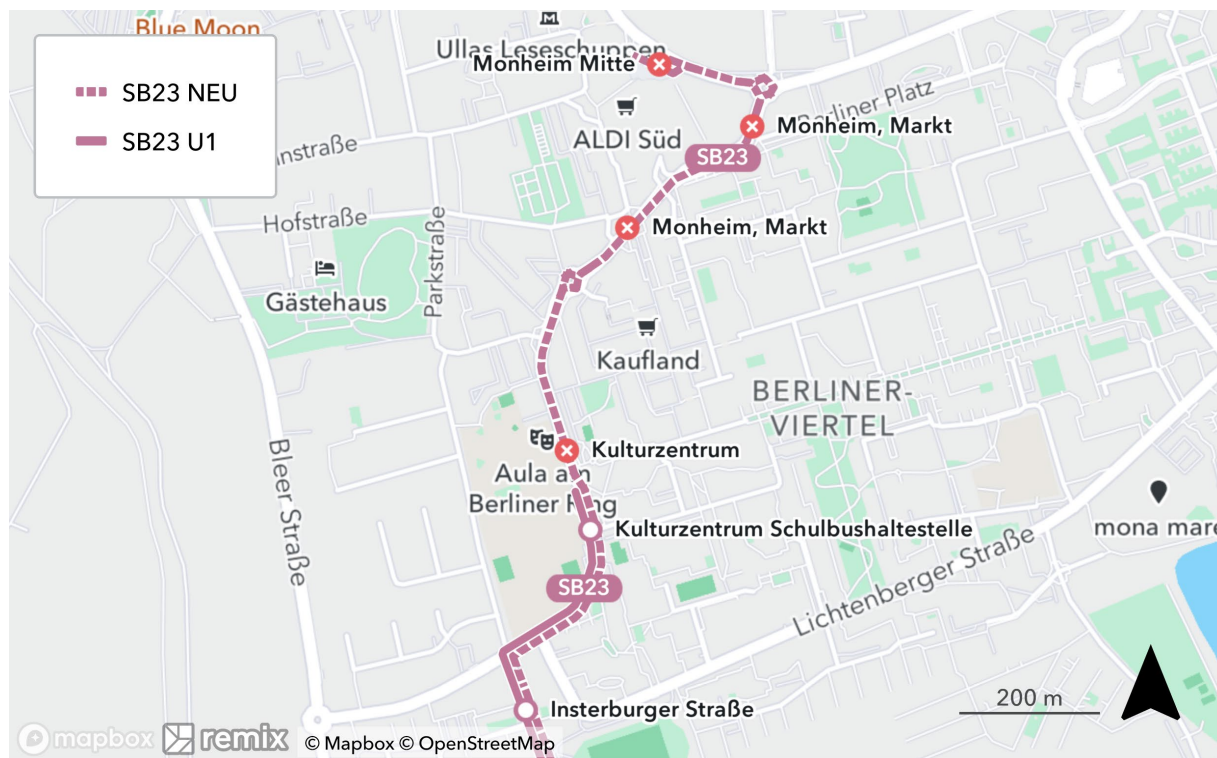 Blue Moon
SB23 NEU
SB23 U1
Ullas Leseschuppen
Monheim Mitte
ALDI Süd
Berliner Platz
Monheim, Markt
SB23
nstraße
Hofstraße
Parkstraße
Monheim, Markt
Gästehaus
Kaufland
BERLINER-
VIERTEL
Bleer Straße
Kulturzentrum
Aula am
Berliner Ring
Kulturzentrum Schulbushaltestelle
mona mare
SB23
Lichtenberger Straße
Insterburger Straße
200 m
mapbox
remix
© Mapbox © OpenStreetMap